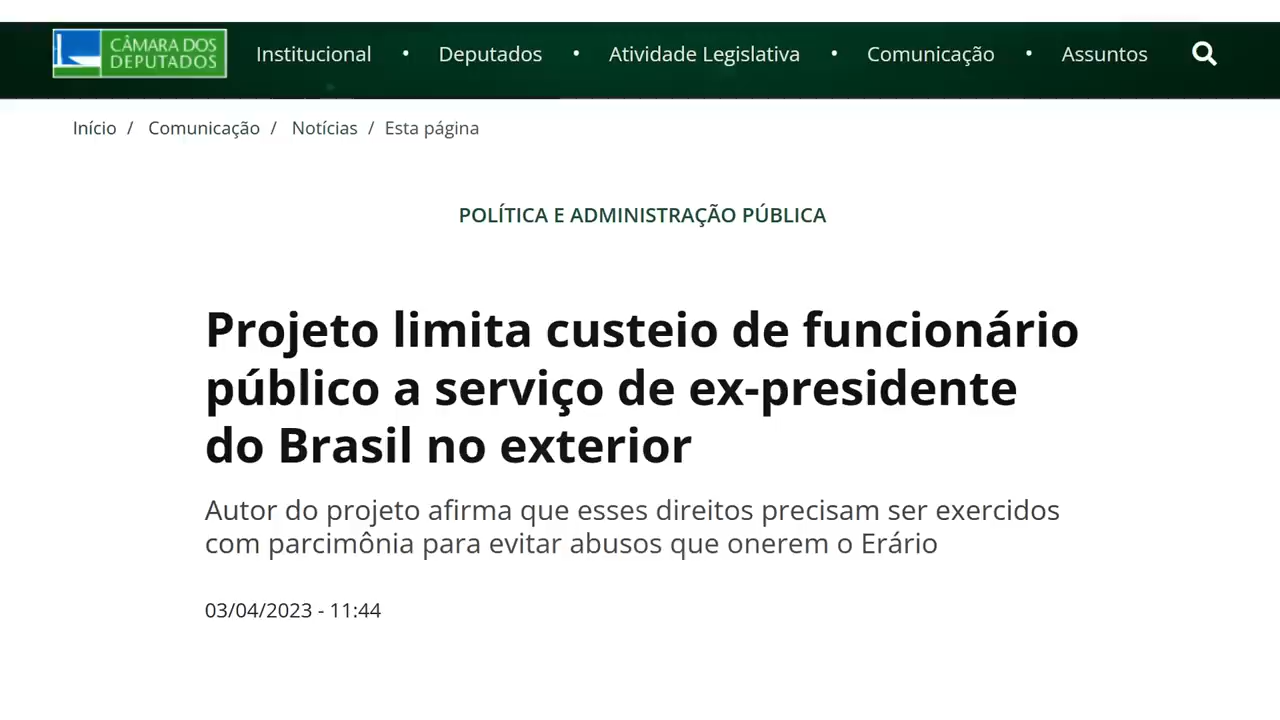 CÂMARA DOS
DEPUTADOS
Institucional • Deputados • Atividade Legislativa • Comunicação • Assuntos
Início / Comunicação / Notícias / Esta página
POLÍTICA E ADMINISTRAÇÃO PÚBLICA
Projeto limita custeio de funcionário
público a serviço de ex-presidente
do Brasil no exterior
Autor do projeto afirma que esses direitos precisam ser exercidos
com parcimônia para evitar abusos que onerem o Erário
03/04/2023 - 11:44